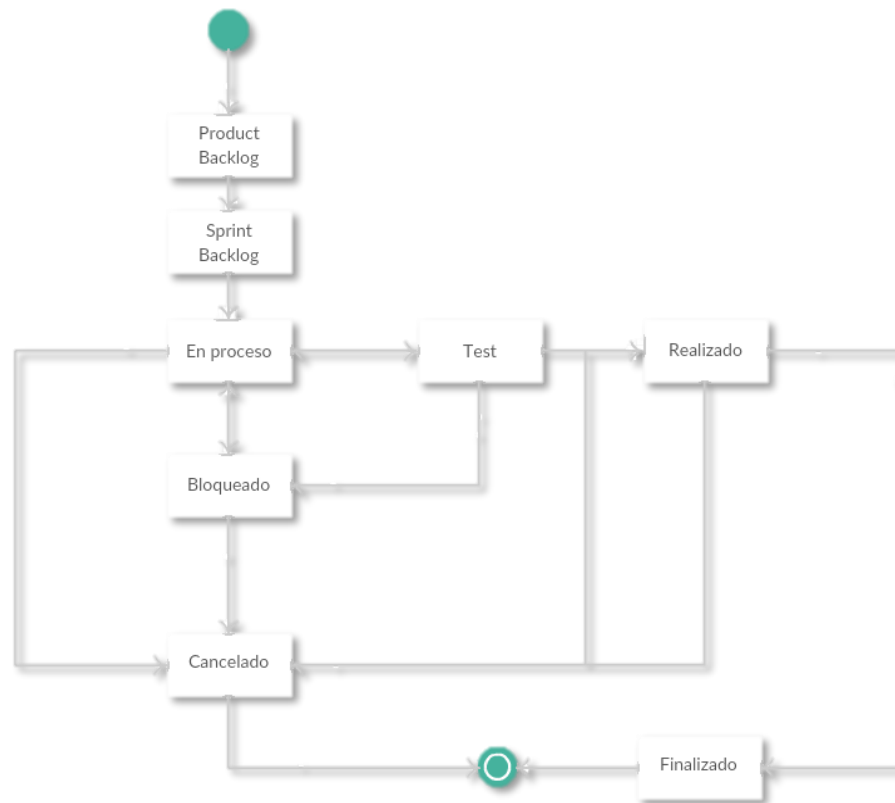 Product
Backlog
Sprint
Backlog
En proceso
Test
Realizado
Bloqueado
Cancelado
Finalizado